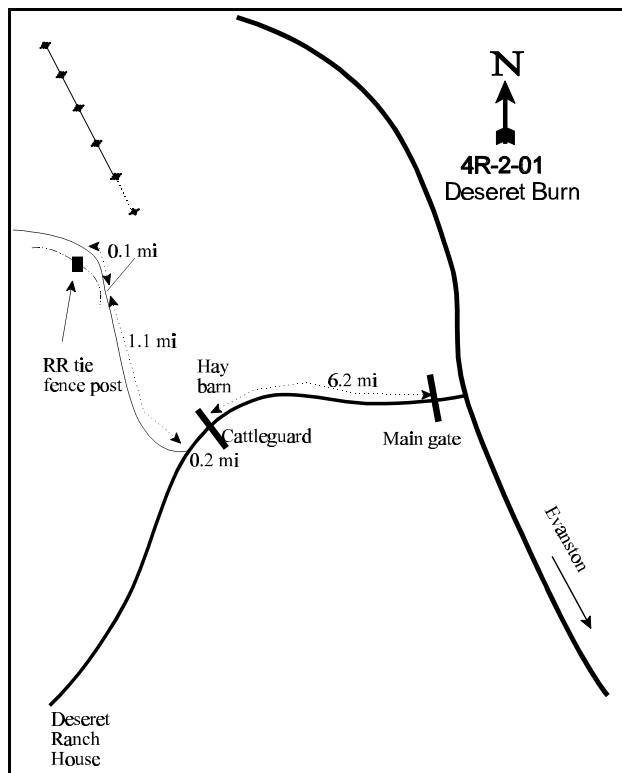 N
4R-2-01
Deseret Burn
0.1 mi
1.1 mi
RR tie
fence post
Hay
barn
6.2 mi
Cattleguard
Main gate
0.2 mi
Evanston
Deseret
Ranch
House